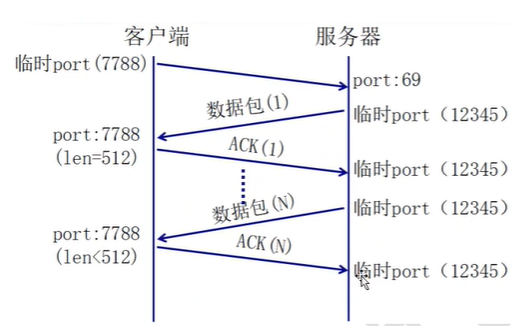 客户端
服务器
临时port(7788)
port:69
数据包(1)
临时port（12345）
port:7788
(len=512)
ACK(1)
临时port（12345）
数据包(N)
临时port（12345）
port:7788
(len<512)
ACK(N)
临时port（12345）